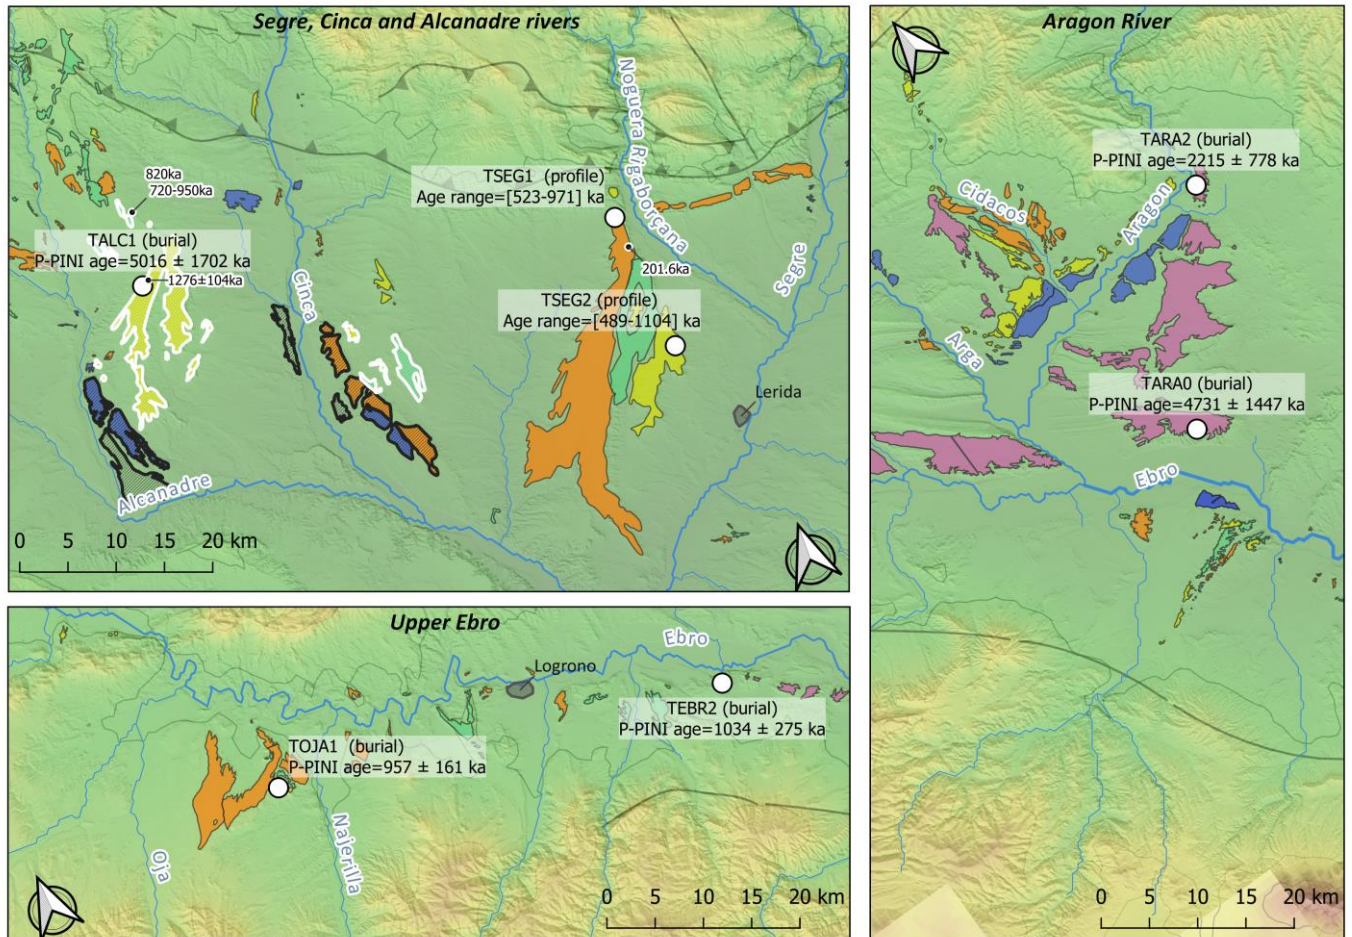 Segre, Cinca and Alcanadre rivers
Noguera Rigaborçana
820ka
720-950ka
TSEG1 (profile)
Age range=[523-971] ka
TALC1 (burial)
P-PINI age=5016 ± 1702 ka
1276±104ka
Cinca
201.6ka
Segre
TSEG2 (profile)
Age range=[489-1104] ka
Lerida
Alcanadre
0 5 10 15 20 km
Upper Ebro
Ebro
Logrono
TEBR2 (burial)
P-PINI age=1034 ± 275 ka
TOJA1 (burial)
P-PINI age=957 ± 161 ka
Oja
Najerilla
0 5 10 15 20 km
Aragon River
TARA2 (burial)
P-PINI age=2215 ± 778 ka
Cidacos
Aragon
Arga
TARA0 (burial)
P-PINI age=4731 ± 1447 ka
Ebro
0 5 10 15 20 km